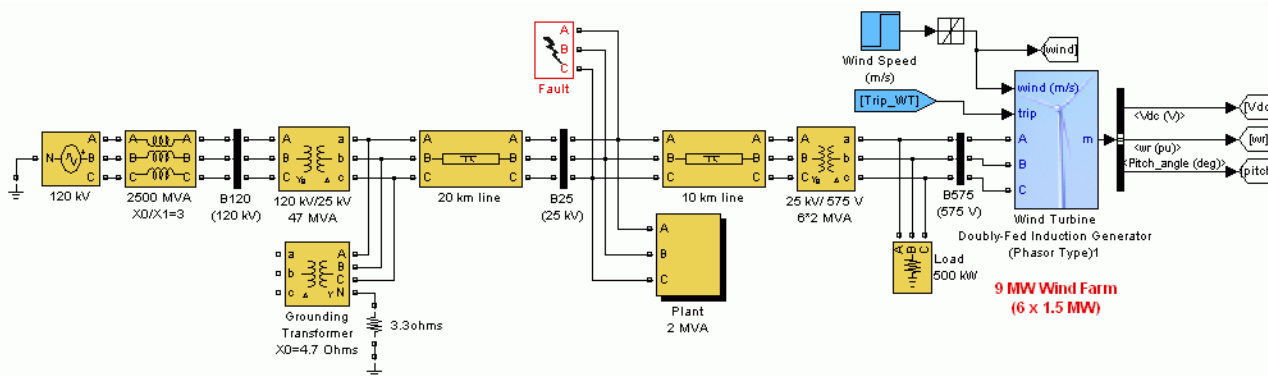 A
B
C
Fault
Wind Speed
(m/s)
[wind]
[Trip_WT]
wind (m/s)
trip
A
B
C
m
<Vdc (V)>
<wr (pu)>
<Pitch_angle (deg)>
[wr]
N
A
B
C
120 kV
A A
B B
C C
2500 MVA
X0/X1=3
B120
(120 kV)
A a
B b
C c
Yg
120 kV/25 kV
47 MVA
A A
B B
C C
20 km line
B25
(25 kV)
A A
B B
C C
10 km line
A a
B b
C c
Yg
25 kV/ 575 V
6*2 MVA
B575
(575 V)
Wind Turbine
Doubly-Fed Induction Generator
(Phasor Type)1
a A
b B
c C
Y N
Grounding
Transformer
X0=4.7 Ohms
3.3ohms
A
B
C
Plant
2 MVA
A B C
Load
500 kW
9 MW Wind Farm
(6 x 1.5 MW)